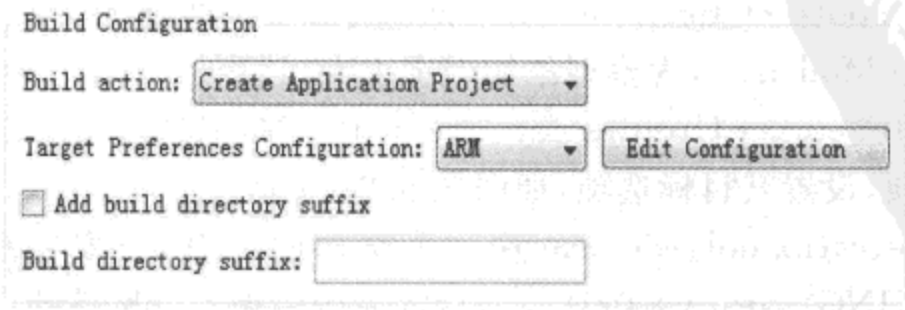 Build Configuration
Build action: Create Application Project
Target Preferences Configuration: ARM Edit Configuration
Add build directory suffix
Build directory suffix: